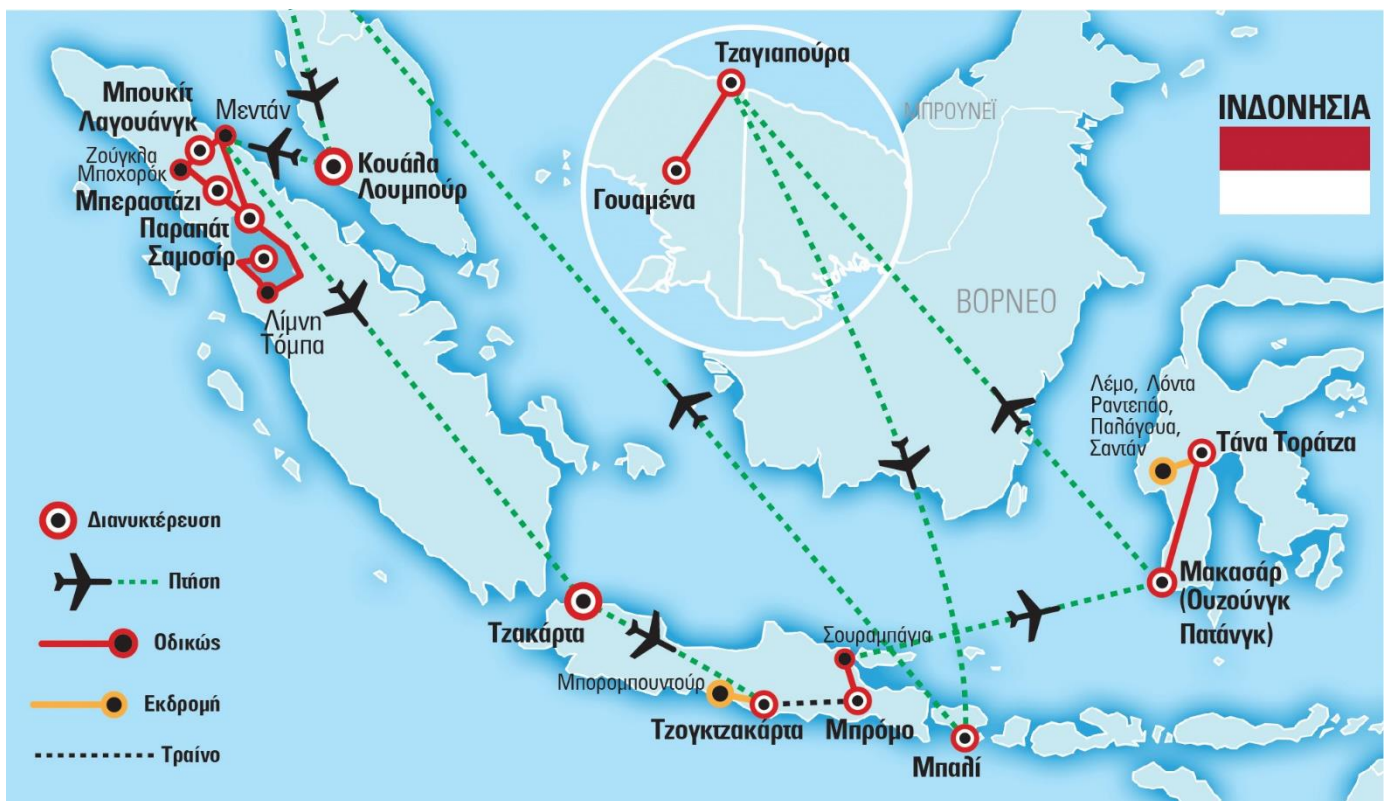 Τζαγιαπούρα
Μπουκίτ
Λαγουάνγκ
Μεντάν
ΜΠΡΟΥΝΕΪ
ΙΝΔΟΝΗΣΙΑ
Ζούγκλα
Μποχορόκ
Κουάλα
Λουμπούρ
Γουαμένα
Μπεραστάζι
Παραπάτ
Σαμοσίρ
ΒΟΡΝΕΟ
Λίμνη
Τόμπα
Λέμο, Λόντα
Ραντεπάο,
Παλάγουα,
Σαντάν
Τάνα Τοράτζα
Διανυκτέρευση
Πτήση
Οδικώς
Εκδρομή
Τραίνο
Τζακάρτα
Μακασάρ
(Ουζούνγκ
Πατάνγκ)
Σουραμπάγια
Μπορομπουντούρ
Τζογκτζακάρτα
Μπρόμο
Μπαλί